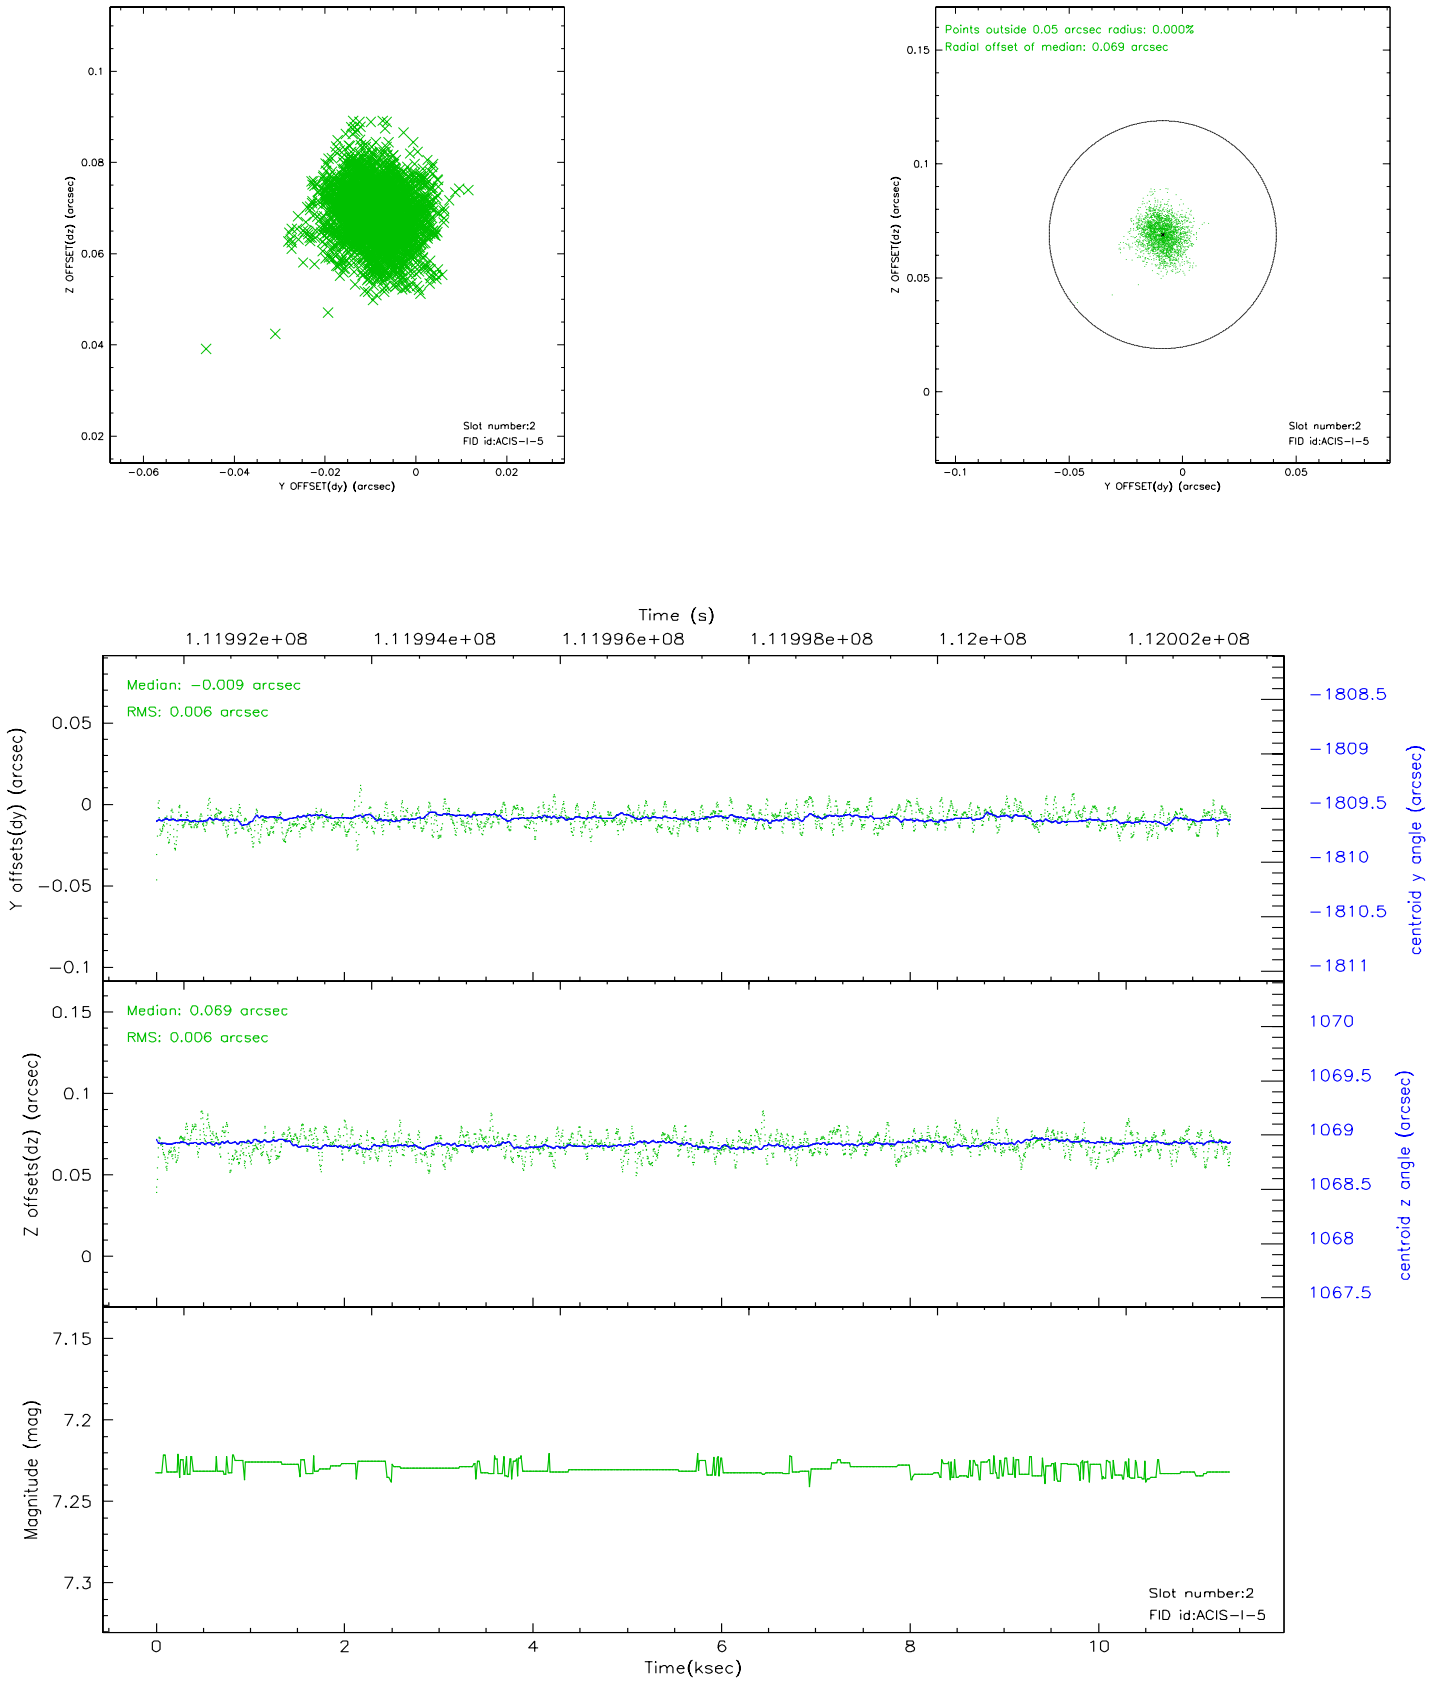 0.1
0.08
0.06
0.04
0.02
Z OFFSET(dz) (arcsec)
Slot number:2
FID id:ACIS-I-5
-0.06
-0.04
-0.02
0
0.02
Y OFFSET(dy) (arcsec)
Points outside 0.05 arcsec radius: 0.000%
Radial offset of median: 0.069 arcsec
0.15
0.1
0.05
0
Z OFFSET(dz) (arcsec)
Slot number:2
FID id:ACIS-I-5
-0.1
-0.05
0
0.05
Y OFFSET(dy) (arcsec)
Time (s)
1.11992e+08
1.11994e+08
1.11996e+08
1.11998e+08
1.12e+08
1.12002e+08
Median: -0.009 arcsec
RMS: 0.006 arcsec
0.05
0
-0.05
-0.1
Y offsets(dy) (arcsec)
-1808.5
-1809
-1809.5
-1810
-1810.5
-1811
centroid y angle (arcsec)
Median: 0.069 arcsec
RMS: 0.006 arcsec
0.15
0.1
0.05
0
Z offsets(dz) (arcsec)
1070
1069.5
1069
1068.5
1068
1067.5
centroid z angle (arcsec)
7.15
7.2
7.25
7.3
Magnitude (mag)
Slot number:2
FID id:ACIS-I-5
0
2
4
6
8
10
Time(ksec)